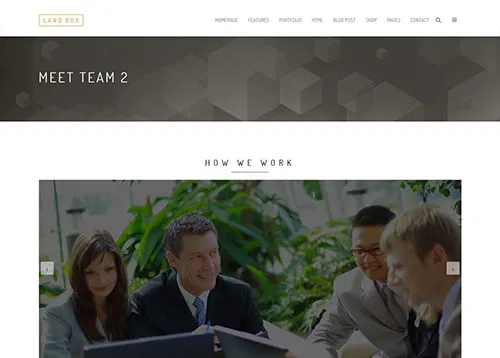 LAND BOX
HOMEPAGE FEATURES PORTFOLIO HTML BLOG POST SHOP PAGES CONTACT
MEET TEAM 2
HOW WE WORK